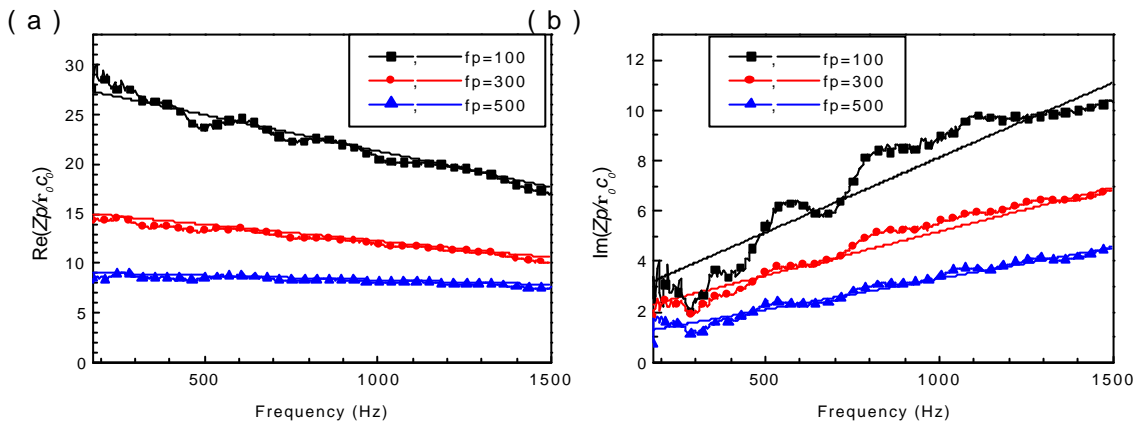 (a)
Re(Zp/r₀c₀)
30
25
20
15
10
5
0
500
1000
1500
Frequency (Hz)
, fp=100
, fp=300
, fp=500
(b)
Im(Zp/r₀c₀)
12
10
8
6
4
2
0
500
1000
1500
Frequency (Hz)
, fp=100
, fp=300
, fp=500